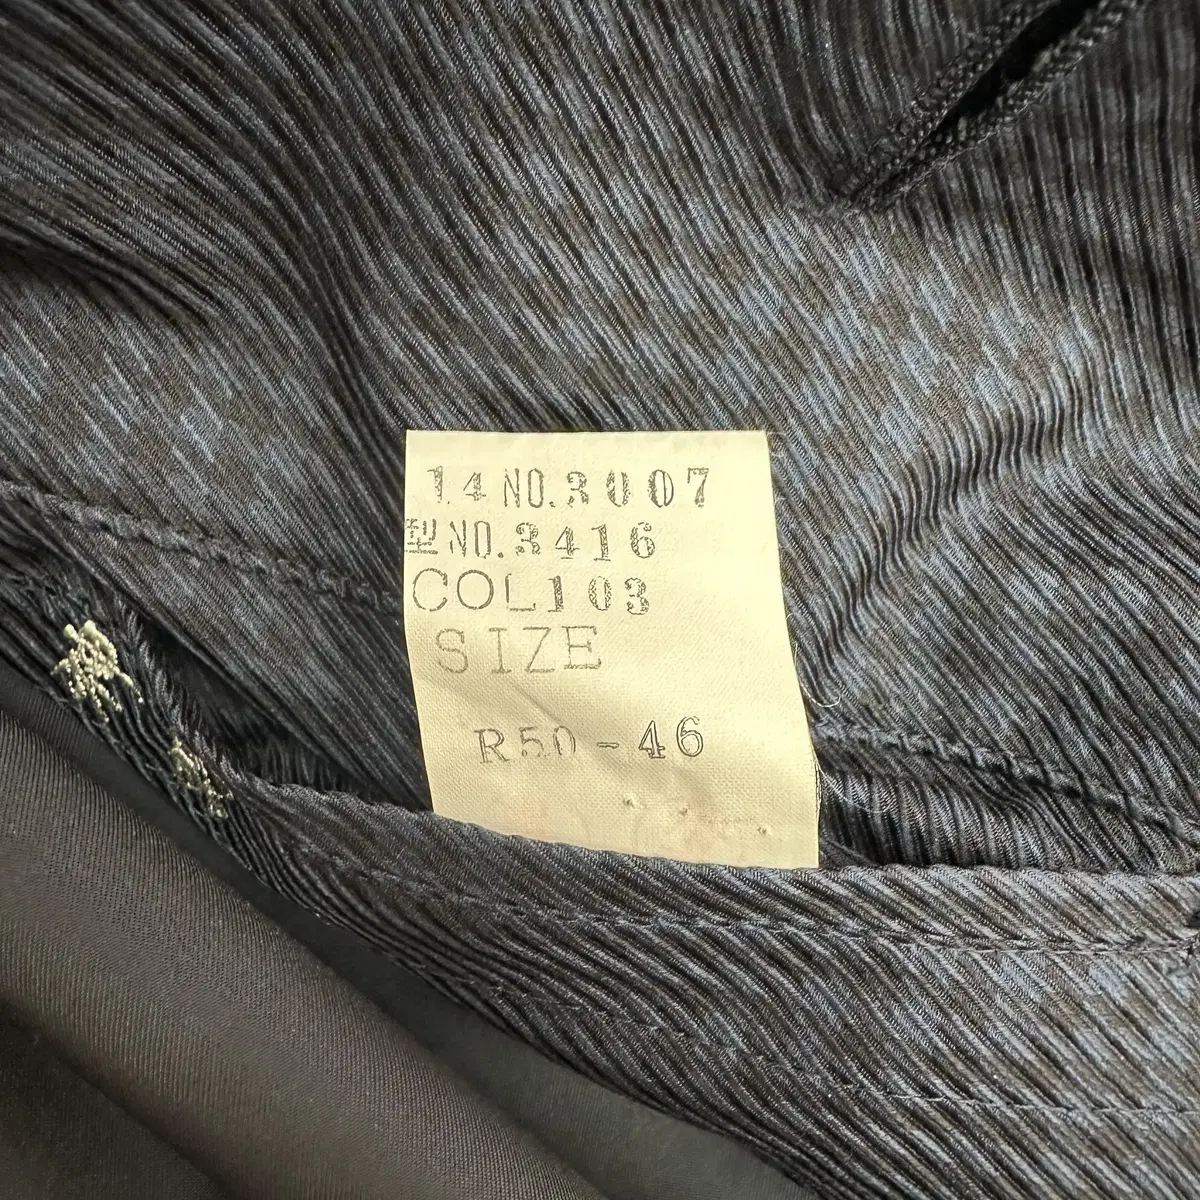 14 NO.3007
型NO.3416
COL103
SIZE
R50-46